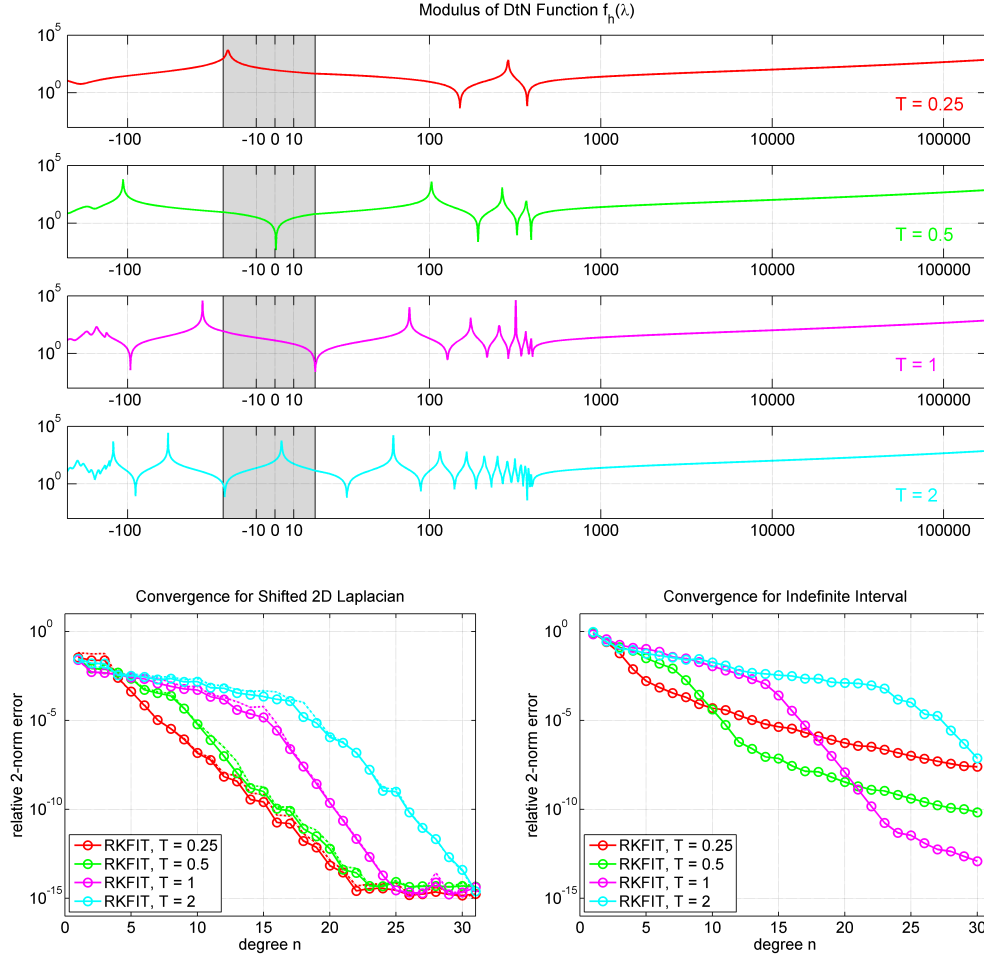 Modulus of DtN Function f_h(λ)
10^5
10^0
T = 0.25
-100 -10 0 10 100 1000 10000 100000
10^5
10^0
T = 0.5
-100 -10 0 10 100 1000 10000 100000
10^5
10^0
T = 1
-100 -10 0 10 100 1000 10000 100000
10^5
10^0
T = 2
-100 -10 0 10 100 1000 10000 100000
Convergence for Shifted 2D Laplacian
relative 2-norm error
10^0
10^-5
10^-10
10^-15
RKFIT, T = 0.25
RKFIT, T = 0.5
RKFIT, T = 1
RKFIT, T = 2
0 5 10 15 20 25 30
degree n
Convergence for Indefinite Interval
relative 2-norm error
10^0
10^-5
10^-10
10^-15
RKFIT, T = 0.25
RKFIT, T = 0.5
RKFIT, T = 1
RKFIT, T = 2
0 5 10 15 20 25 30
degree n